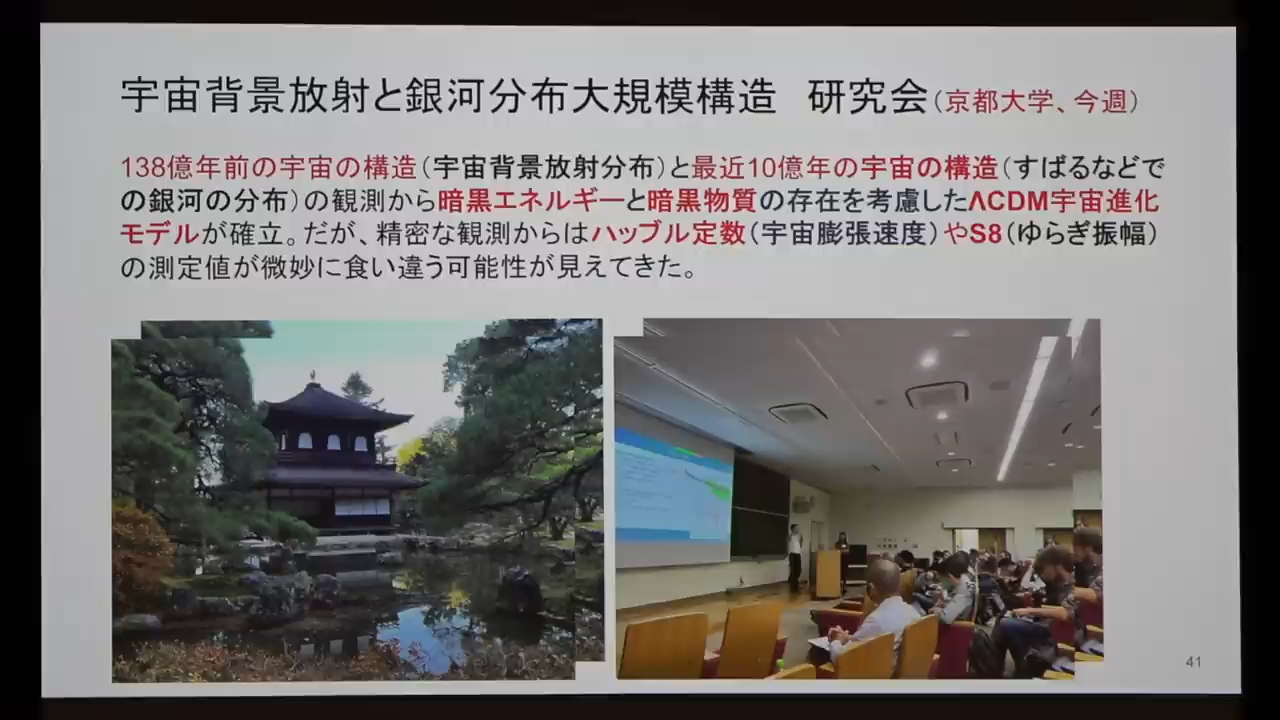 宇宙背景放射と銀河分布大規模構造　研究会（京都大学、今週）
138億年前の宇宙の構造（宇宙背景放射分布）と最近10億年の宇宙の構造（すばるなどで
の銀河の分布）の観測から暗黒エネルギーと暗黒物質の存在を考慮したΛCDM宇宙進化
モデルが確立。だが、精密な観測からはハッブル定数（宇宙膨張速度）やS8（ゆらぎ振幅）
の測定値が微妙に食い違う可能性が見えてきた。
41